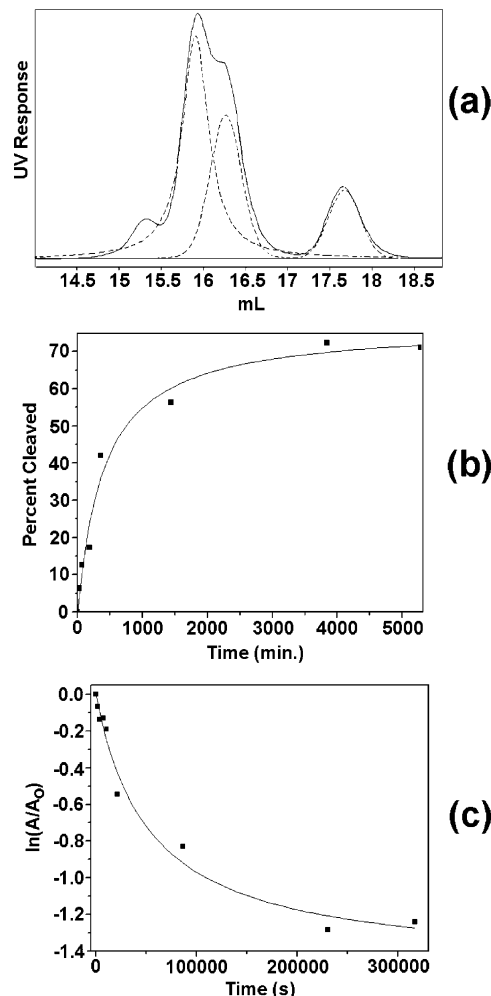 (a)
UV Response
14.5 15 15.5 16 16.5 17 17.5 18 18.5
mL
(b)
Percent Cleaved
70
60
50
40
30
20
10
0
0 1000 2000 3000 4000 5000
Time (min.)
(c)
ln(A/AO)
0.0
-0.2
-0.4
-0.6
-0.8
-1.0
-1.2
-1.4
0 100000 200000 300000
Time (s)